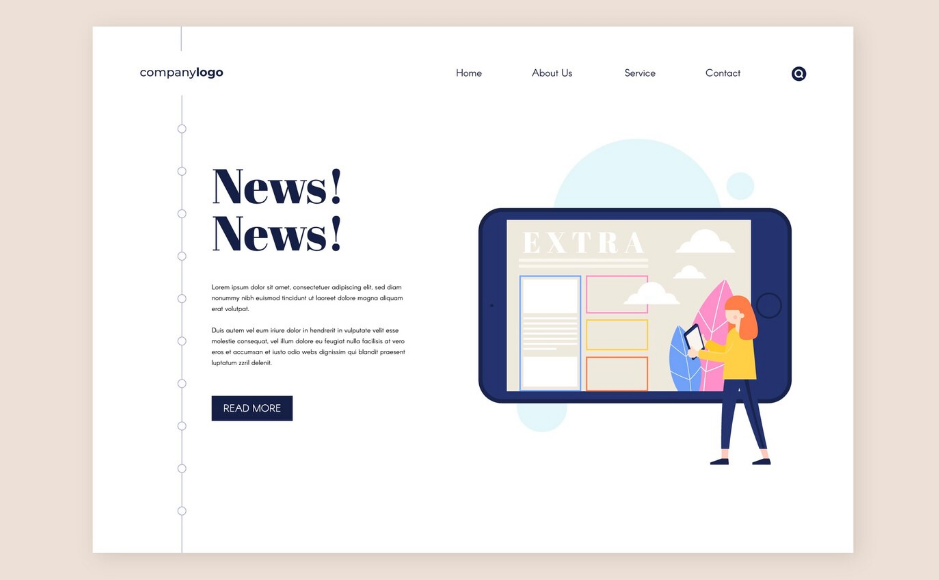 companylogo
Home About Us Service Contact
News!
News!
Lorem ipsum dolor sit amet, consectetuer adipiscing elit, sed diam
nonummy nibh euismod tincidunt ut laoreet dolore magna aliquam
erat volutpat.
Duis autem vel eum iriure dolor in hendrerit in vulputate velit esse
molestie consequat, vel illum dolore eu feugiat nulla facilisis at vero
eros et accumsan et iusto odio webs dignissim qui blandit praesent
luptatum zzril delenit.
READ MORE
EXTRA